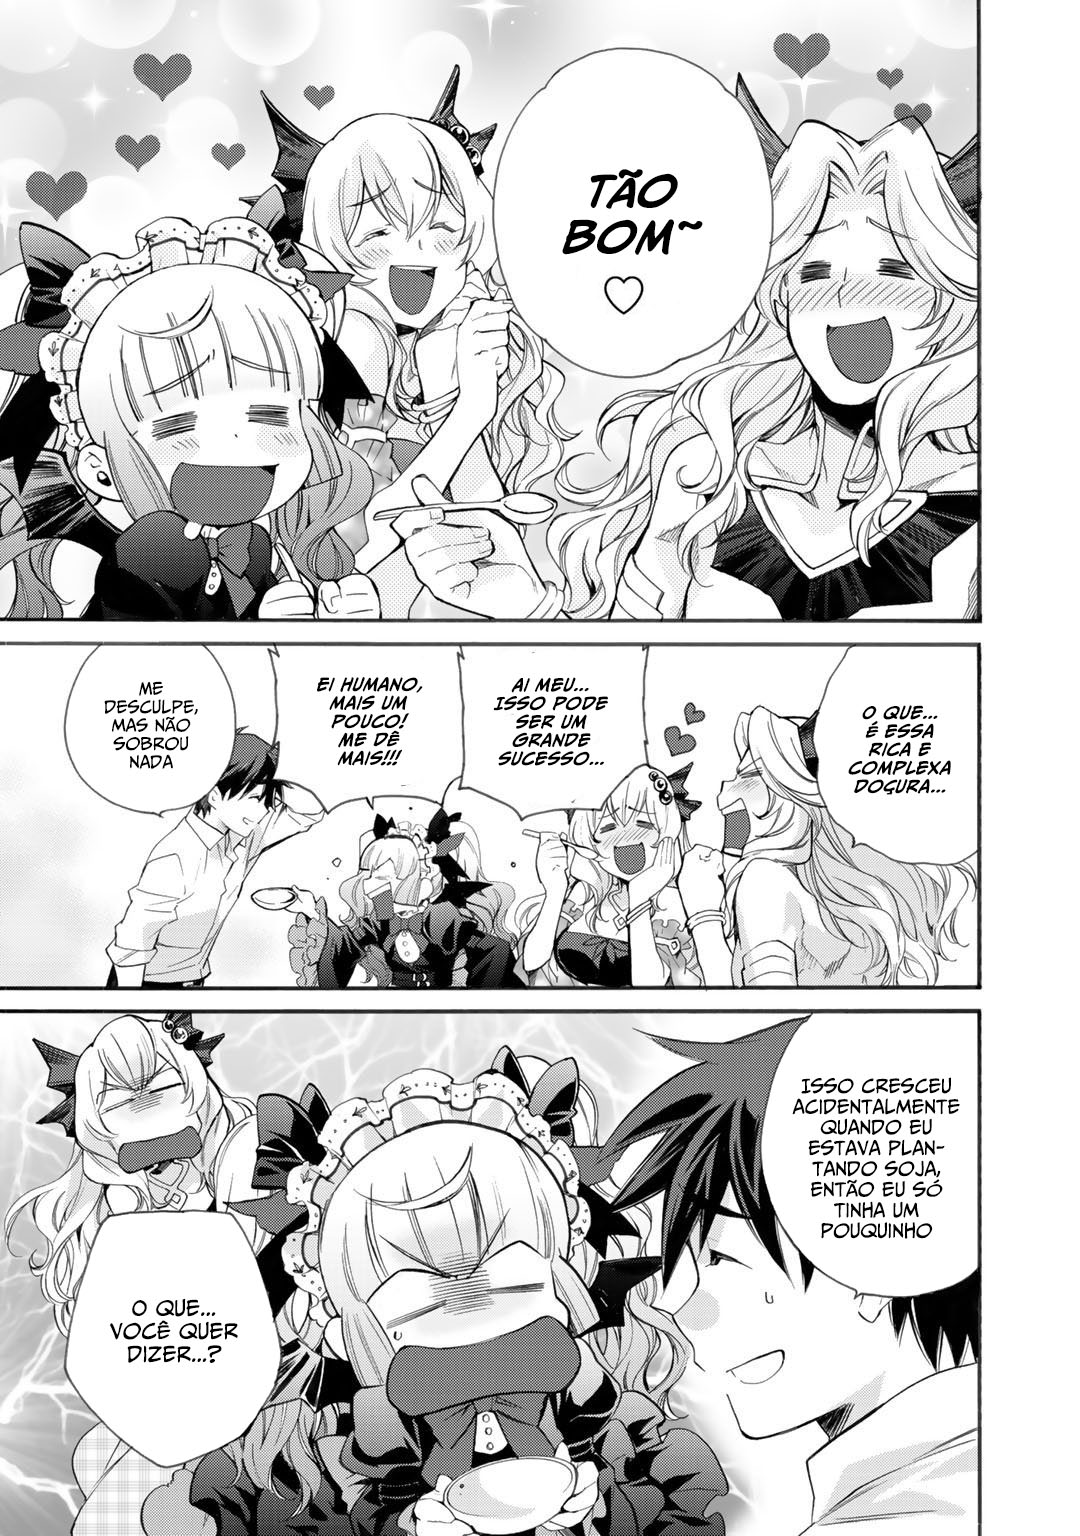 TÃO
BOM~
♡
O QUE...
É ESSA
RICA E
COMPLEXA
DOÇURA...
AI MEU...
ISSO PODE
SER UM
GRANDE
SUCESSO...
EI HUMANO,
MAIS UM
POUCO!
ME DÊ
MAIS!!!
ME
DESCULPE,
MAS NÃO
SOBROU
NADA
ISSO CRESCEU
ACIDENTALMENTE
QUANDO EU
ESTAVA PLAN-
TANDO SOJA,
ENTÃO EU SÓ
TINHA UM
POUQUINHO
O QUE...
VOCÊ QUER
DIZER...?